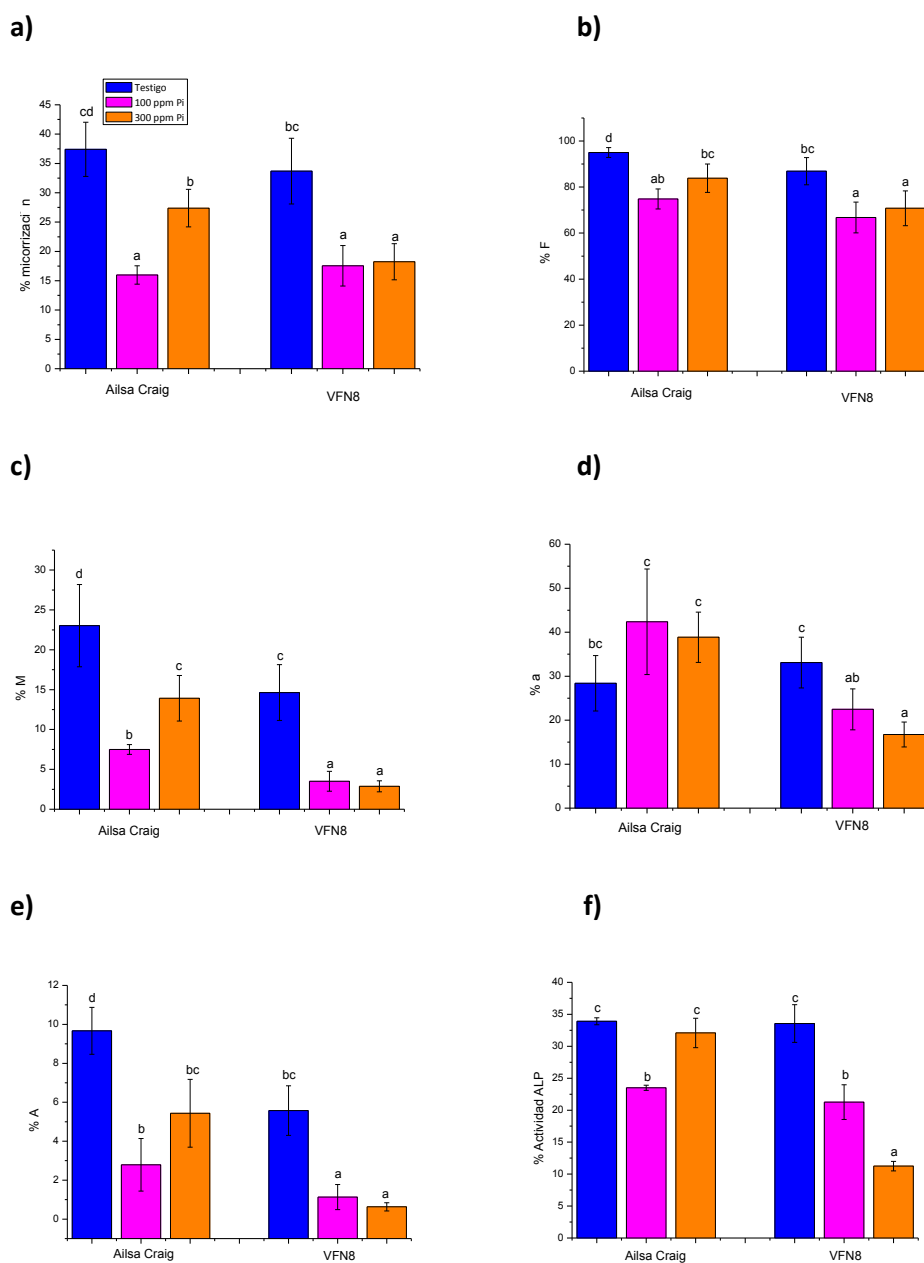 a)
Testigo
100 ppm Pi
300 ppm Pi
45
40
35
30
25
20
15
10
5
0
% micorrizaci n
cd
a
b
bc
a
a
Ailsa Craig
VFN8
b)
100
80
60
40
20
0
% F
d
ab
bc
bc
a
a
Ailsa Craig
VFN8
c)
30
25
20
15
10
5
0
% M
d
b
c
c
a
a
Ailsa Craig
VFN8
d)
60
50
40
30
20
10
0
% a
bc
c
c
c
ab
a
Ailsa Craig
VFN8
e)
12
10
8
6
4
2
0
% A
d
b
bc
bc
a
a
Ailsa Craig
VFN8
f)
40
35
30
25
20
15
10
5
0
% Actividad ALP
c
b
c
c
b
a
Ailsa Craig
VFN8